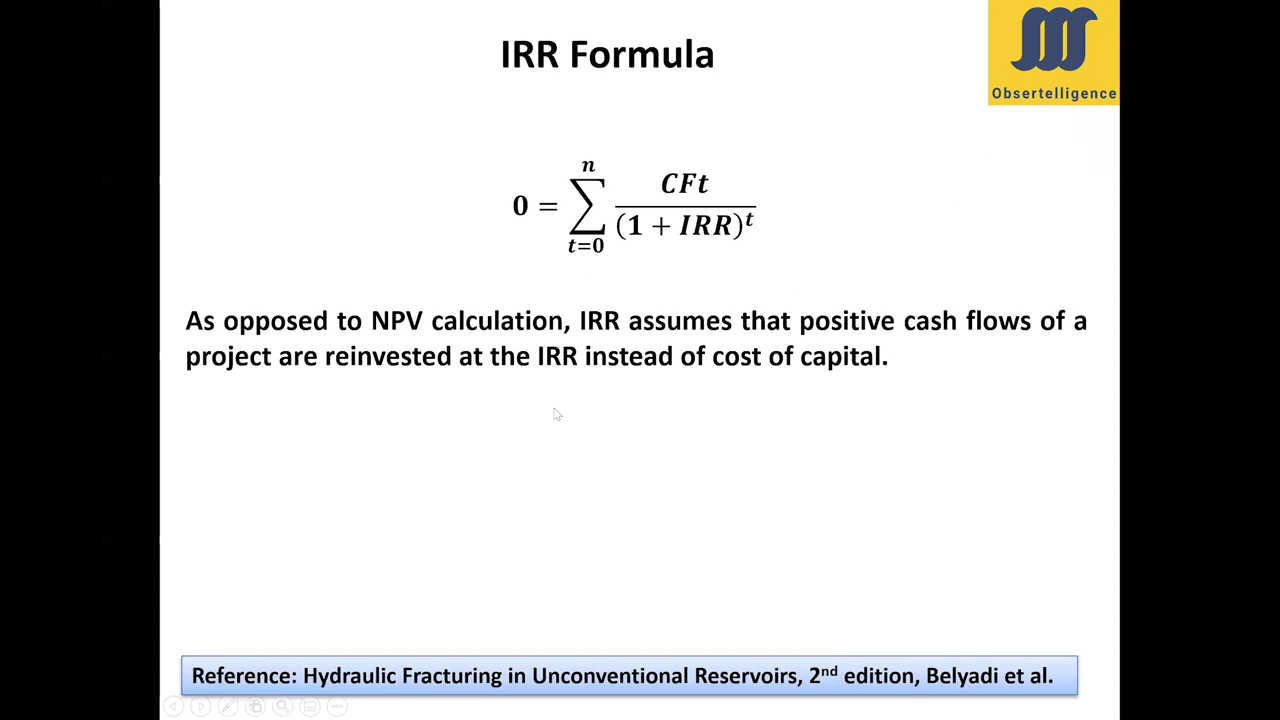 IRR Formula
Obsertelligence
n
0 = ∑ CFt / (1 + IRR)^t
t=0
As opposed to NPV calculation, IRR assumes that positive cash flows of a
project are reinvested at the IRR instead of cost of capital.
Reference: Hydraulic Fracturing in Unconventional Reservoirs, 2nd edition, Belyadi et al.